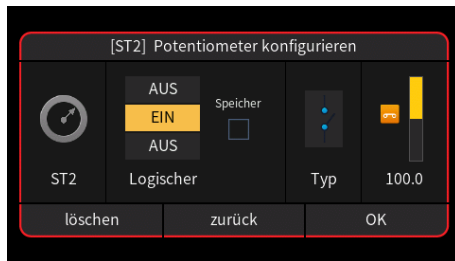 [ST2] Potentiometer konfigurieren
AUS
EIN
AUS
Speicher
ST2
Logischer
Typ
100.0
löschen
zurück
OK